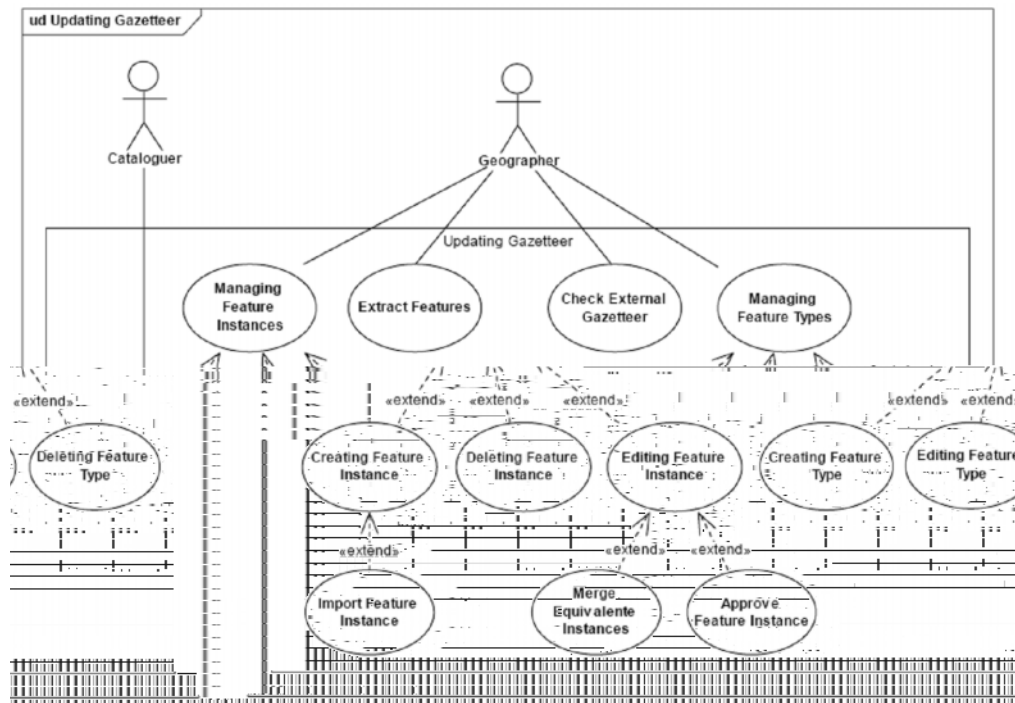 ud Updating Gazetteer
Cataloguer
Geographer
Updating Gazetteer
Managing
Feature
Instances
Extract Features
Check External
Gazetteer
Managing
Feature Types
«extend»
«extend»
«extend»
«extend»
«extend»
«extend»
Deleting Feature
Type
Creating Feature
Instance
Deleting Feature
Instance
Editing Feature
Instance
Creating Feature
Type
Editing Feature
Type
«extend»
«extend»
«extend»
Import Feature
Instance
Merge
Equivalente
Instances
Approve
Feature Instance